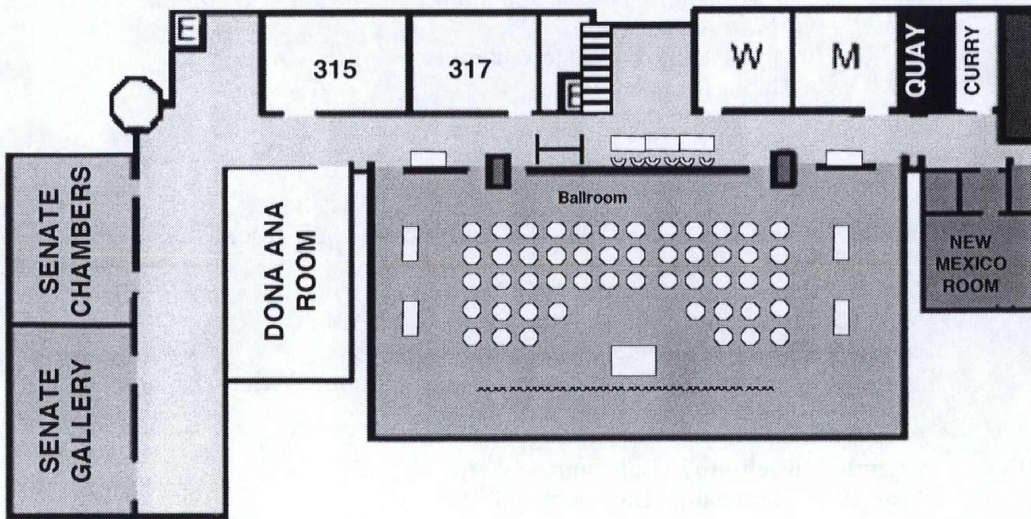 E
315
317
E
W
M
QUAY
CURRY
SENATE
CHAMBERS
Ballroom
DONA ANA
ROOM
NEW
MEXICO
ROOM
SENATE
GALLERY